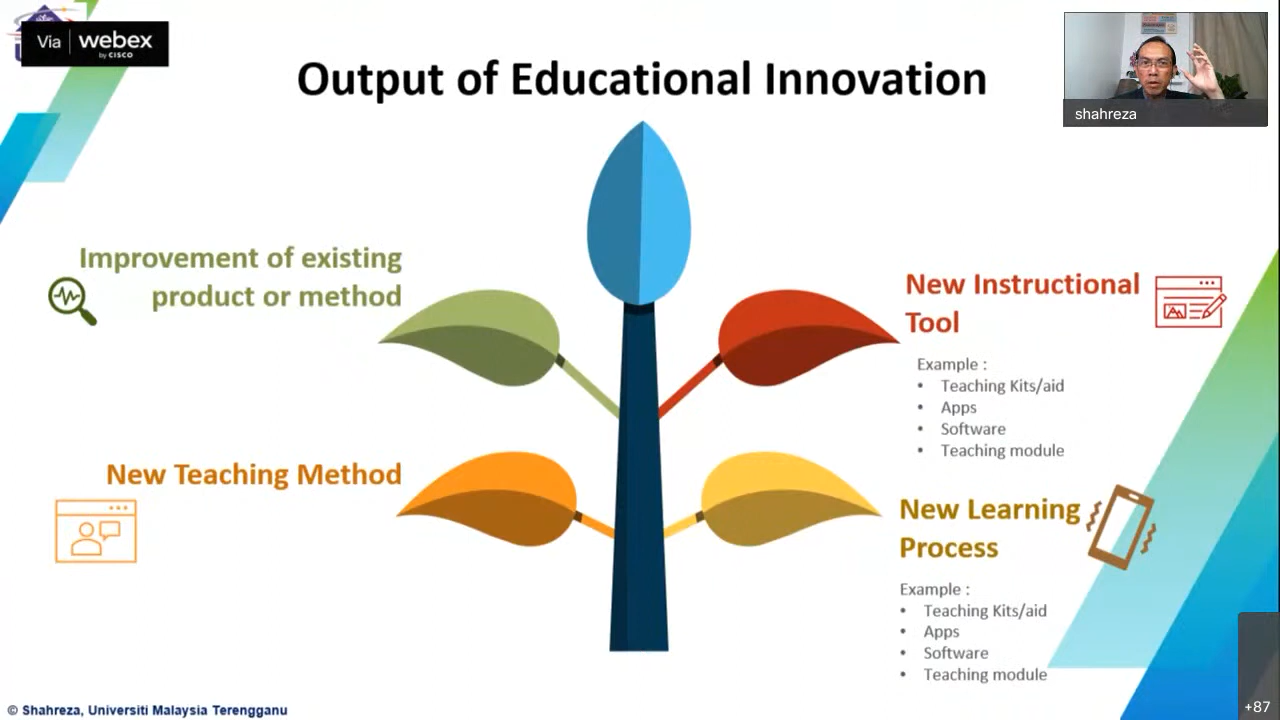 Via webex
by CISCO
Output of Educational Innovation
shahreza
Improvement of existing
product or method
New Instructional
Tool
Example :
• Teaching Kits/aid
• Apps
• Software
• Teaching module
New Teaching Method
New Learning
Process
Example :
• Teaching Kits/aid
• Apps
• Software
• Teaching module
© Shahreza, Universiti Malaysia Terengganu
+87